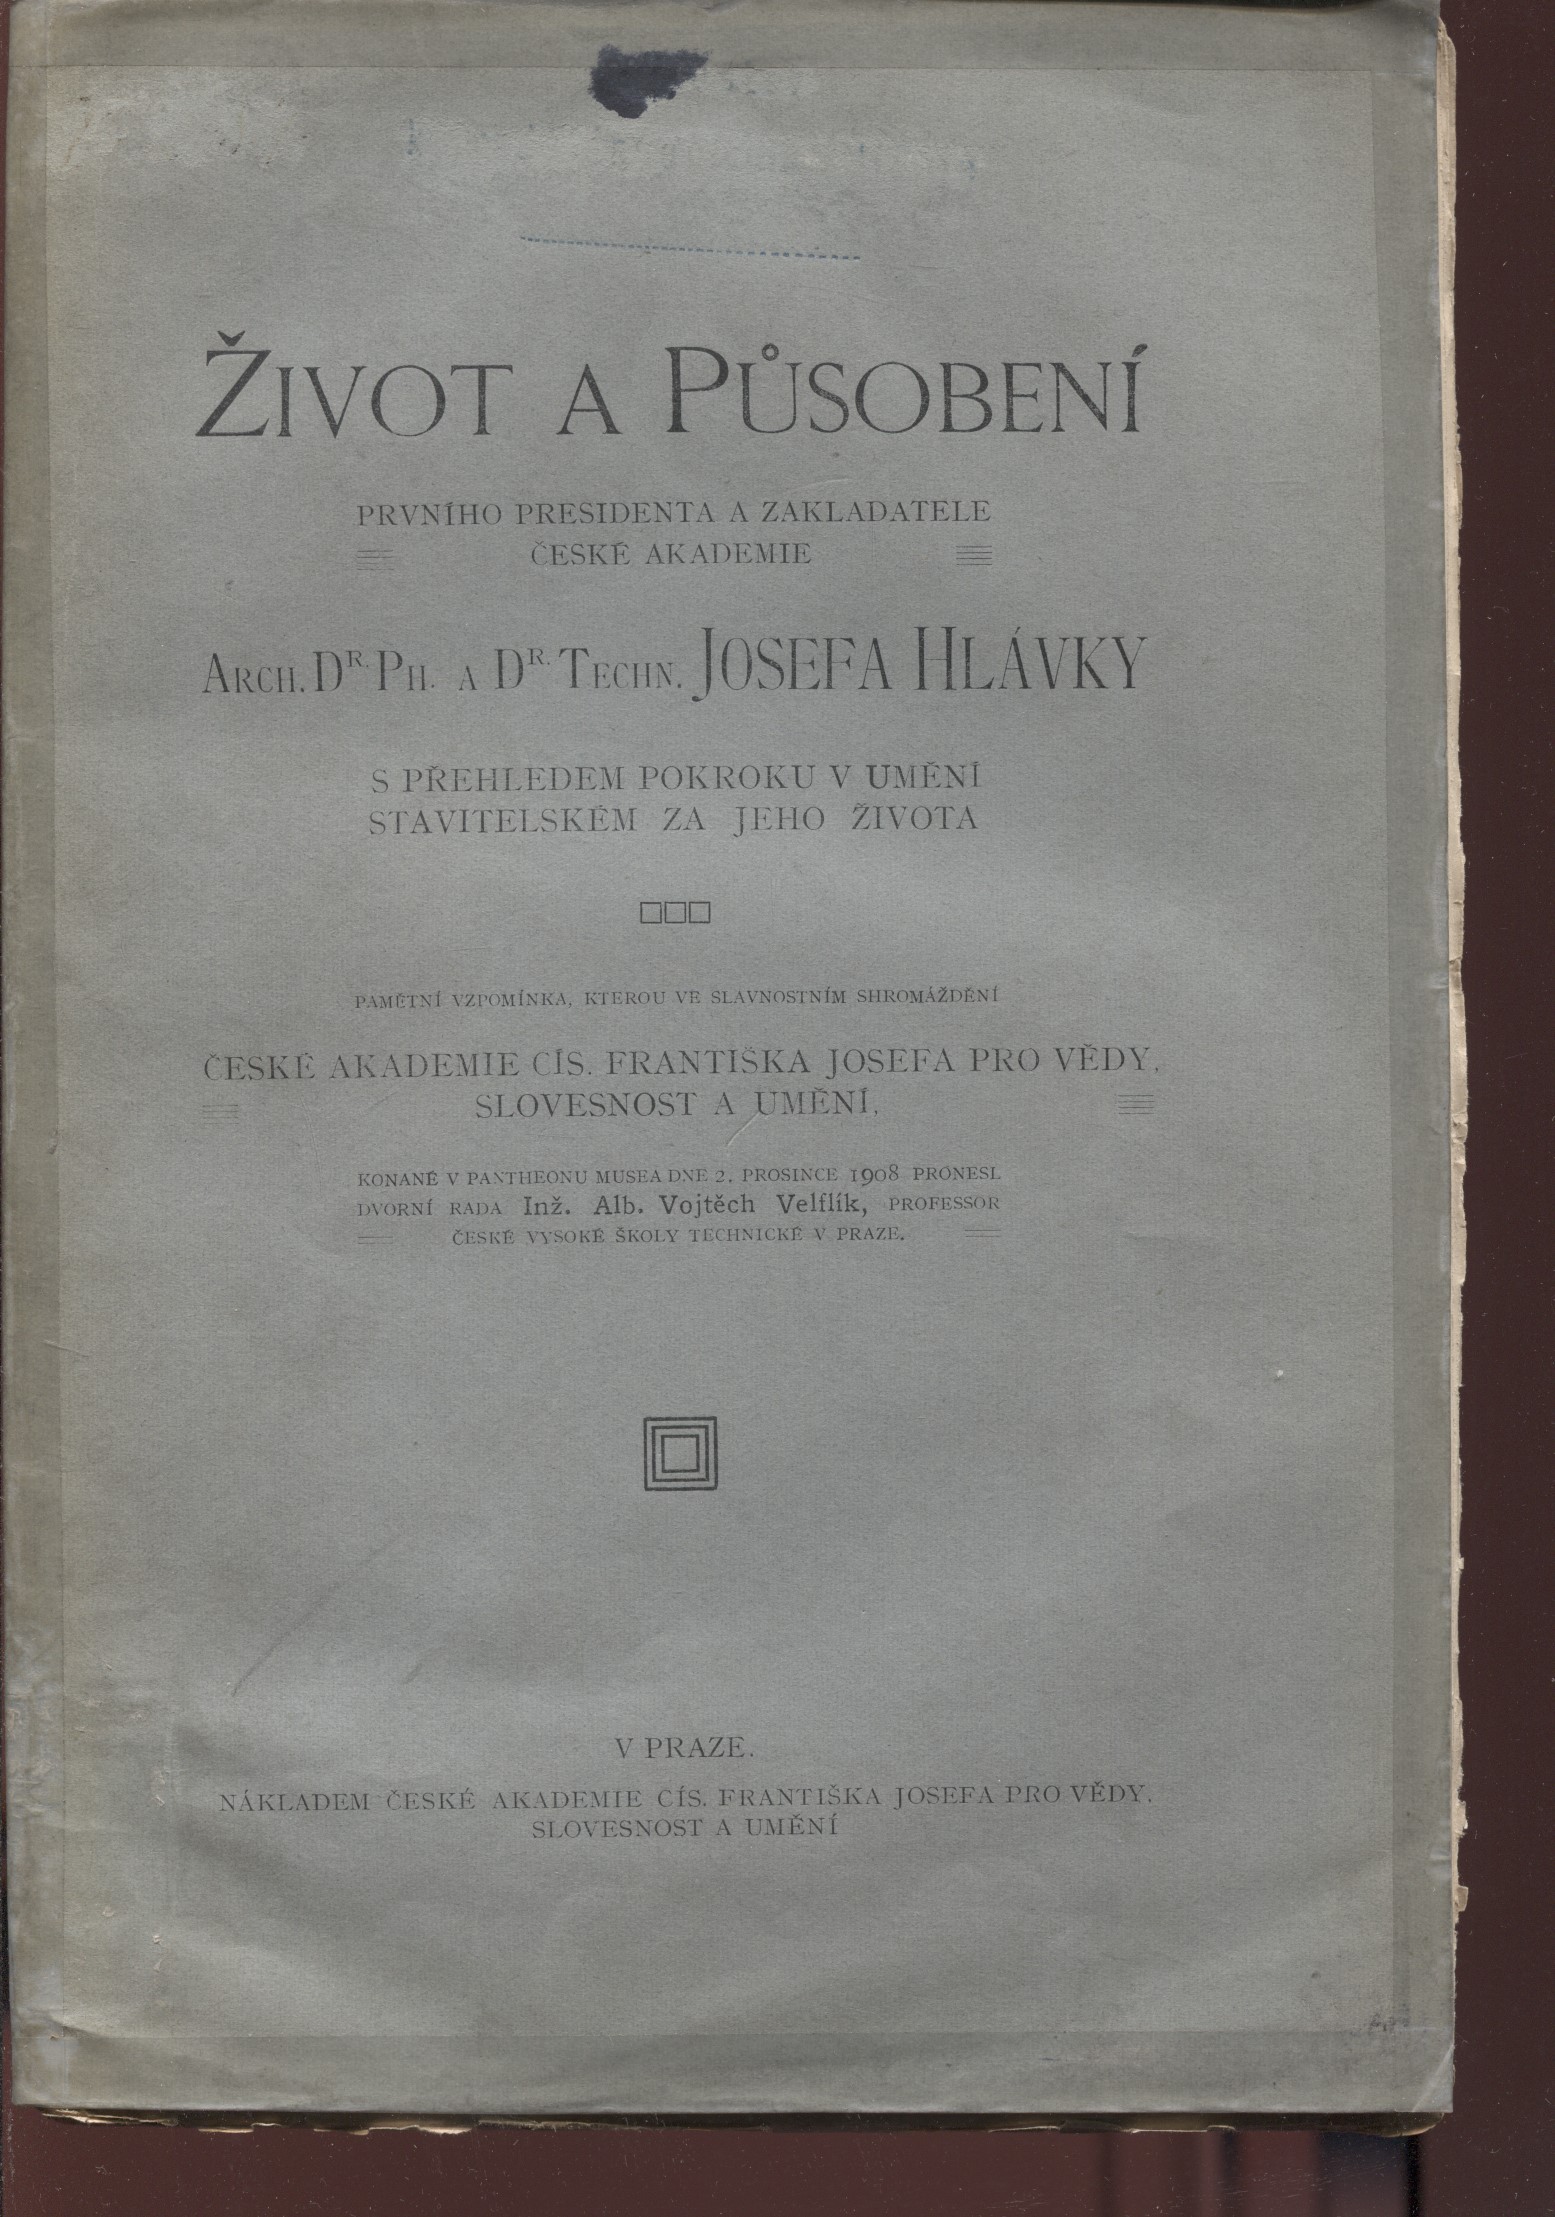 ŽIVOT A PŮSOBENÍ
PRVNÍHO PRESIDENTA A ZAKLADATELE
ČESKÉ AKADEMIE
ARCH. DR. PH. A DR. TECHN. JOSEFA HLÁVKY
S PŘEHLEDEM POKROKU V UMĚNÍ
STAVITELSKÉM ZA JEHO ŽIVOTA
PAMĚTNÍ VZPOMÍNKA, KTEROU VE SLAVNOSTNÍM SHROMÁŽDĚNÍ
ČESKÉ AKADEMIE CÍS. FRANTIŠKA JOSEFA PRO VĚDY,
SLOVESNOST A UMĚNÍ,
KONANÉ V PANTHEONU MUSEA DNE 2. PROSINCE 1908 PRONESL
DVORNÍ RADA Inž. Alb. Vojtěch Velflík, PROFESSOR
ČESKÉ VYSOKÉ ŠKOLY TECHNICKÉ V PRAZE.
V PRAZE.
NÁKLADEM ČESKÉ AKADEMIE CÍS. FRANTIŠKA JOSEFA PRO VĚDY,
SLOVESNOST A UMĚNÍ